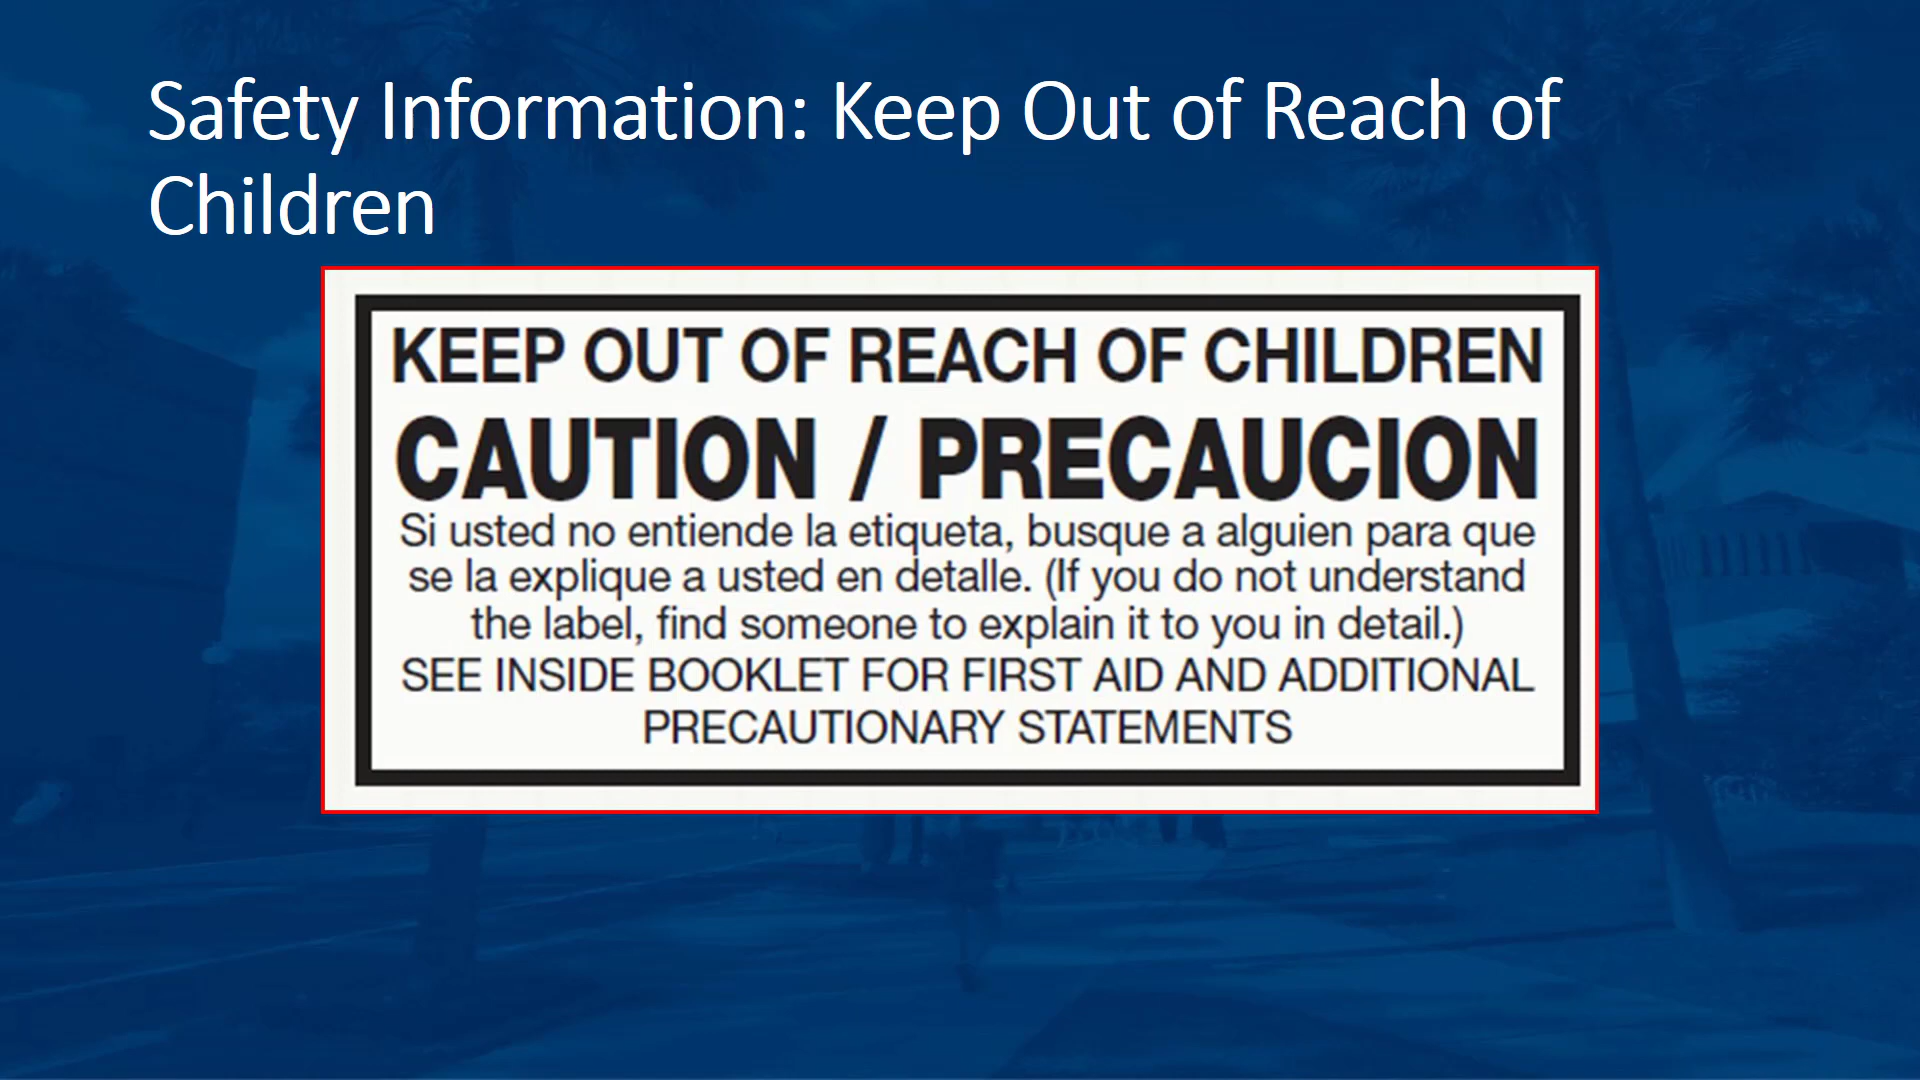 Safety Information: Keep Out of Reach of
Children
KEEP OUT OF REACH OF CHILDREN
CAUTION / PRECAUCION
Si usted no entiende la etiqueta, busque a alguien para que
se la explique a usted en detalle. (If you do not understand
the label, find someone to explain it to you in detail.)
SEE INSIDE BOOKLET FOR FIRST AID AND ADDITIONAL
PRECAUTIONARY STATEMENTS